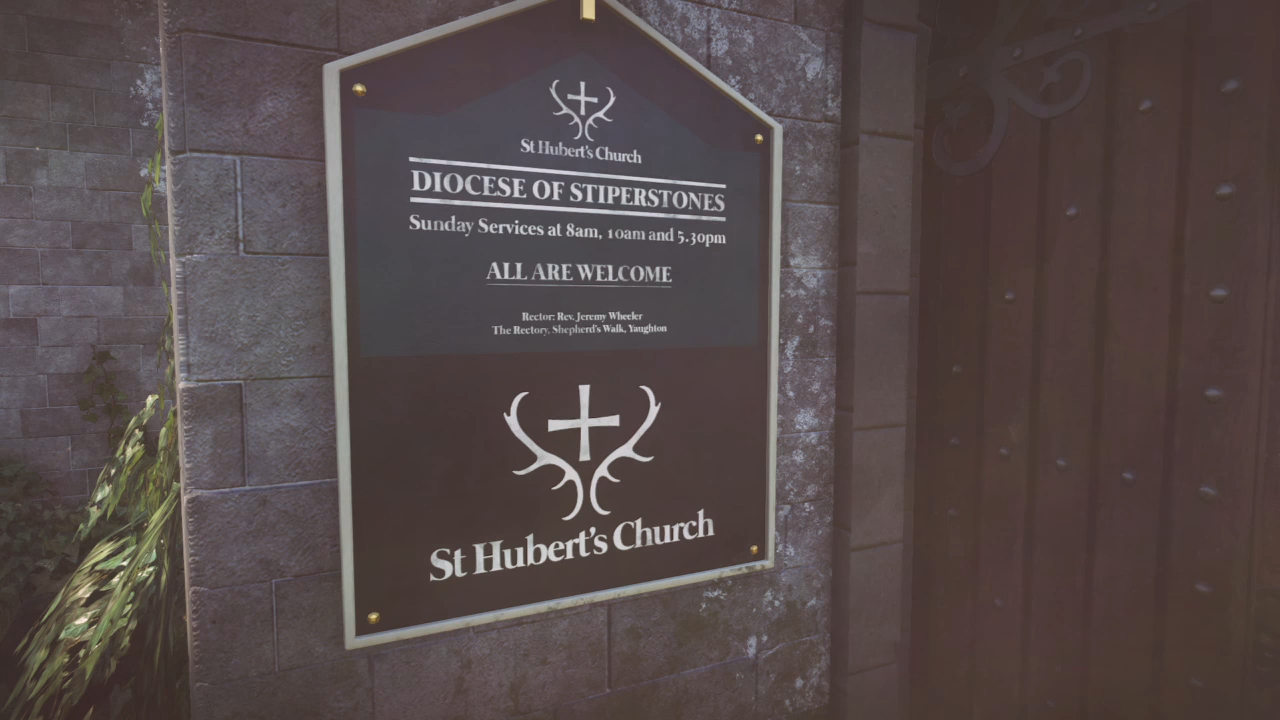 St Hubert's Church
DIOCESE OF STIPERSTONES
Sunday Services at 8am, 10am and 5.30pm
ALL ARE WELCOME
Rector: Rev. Jeremy Wheeler
The Rectory, Shepherd's Walk, Yaughton
St Hubert's Church